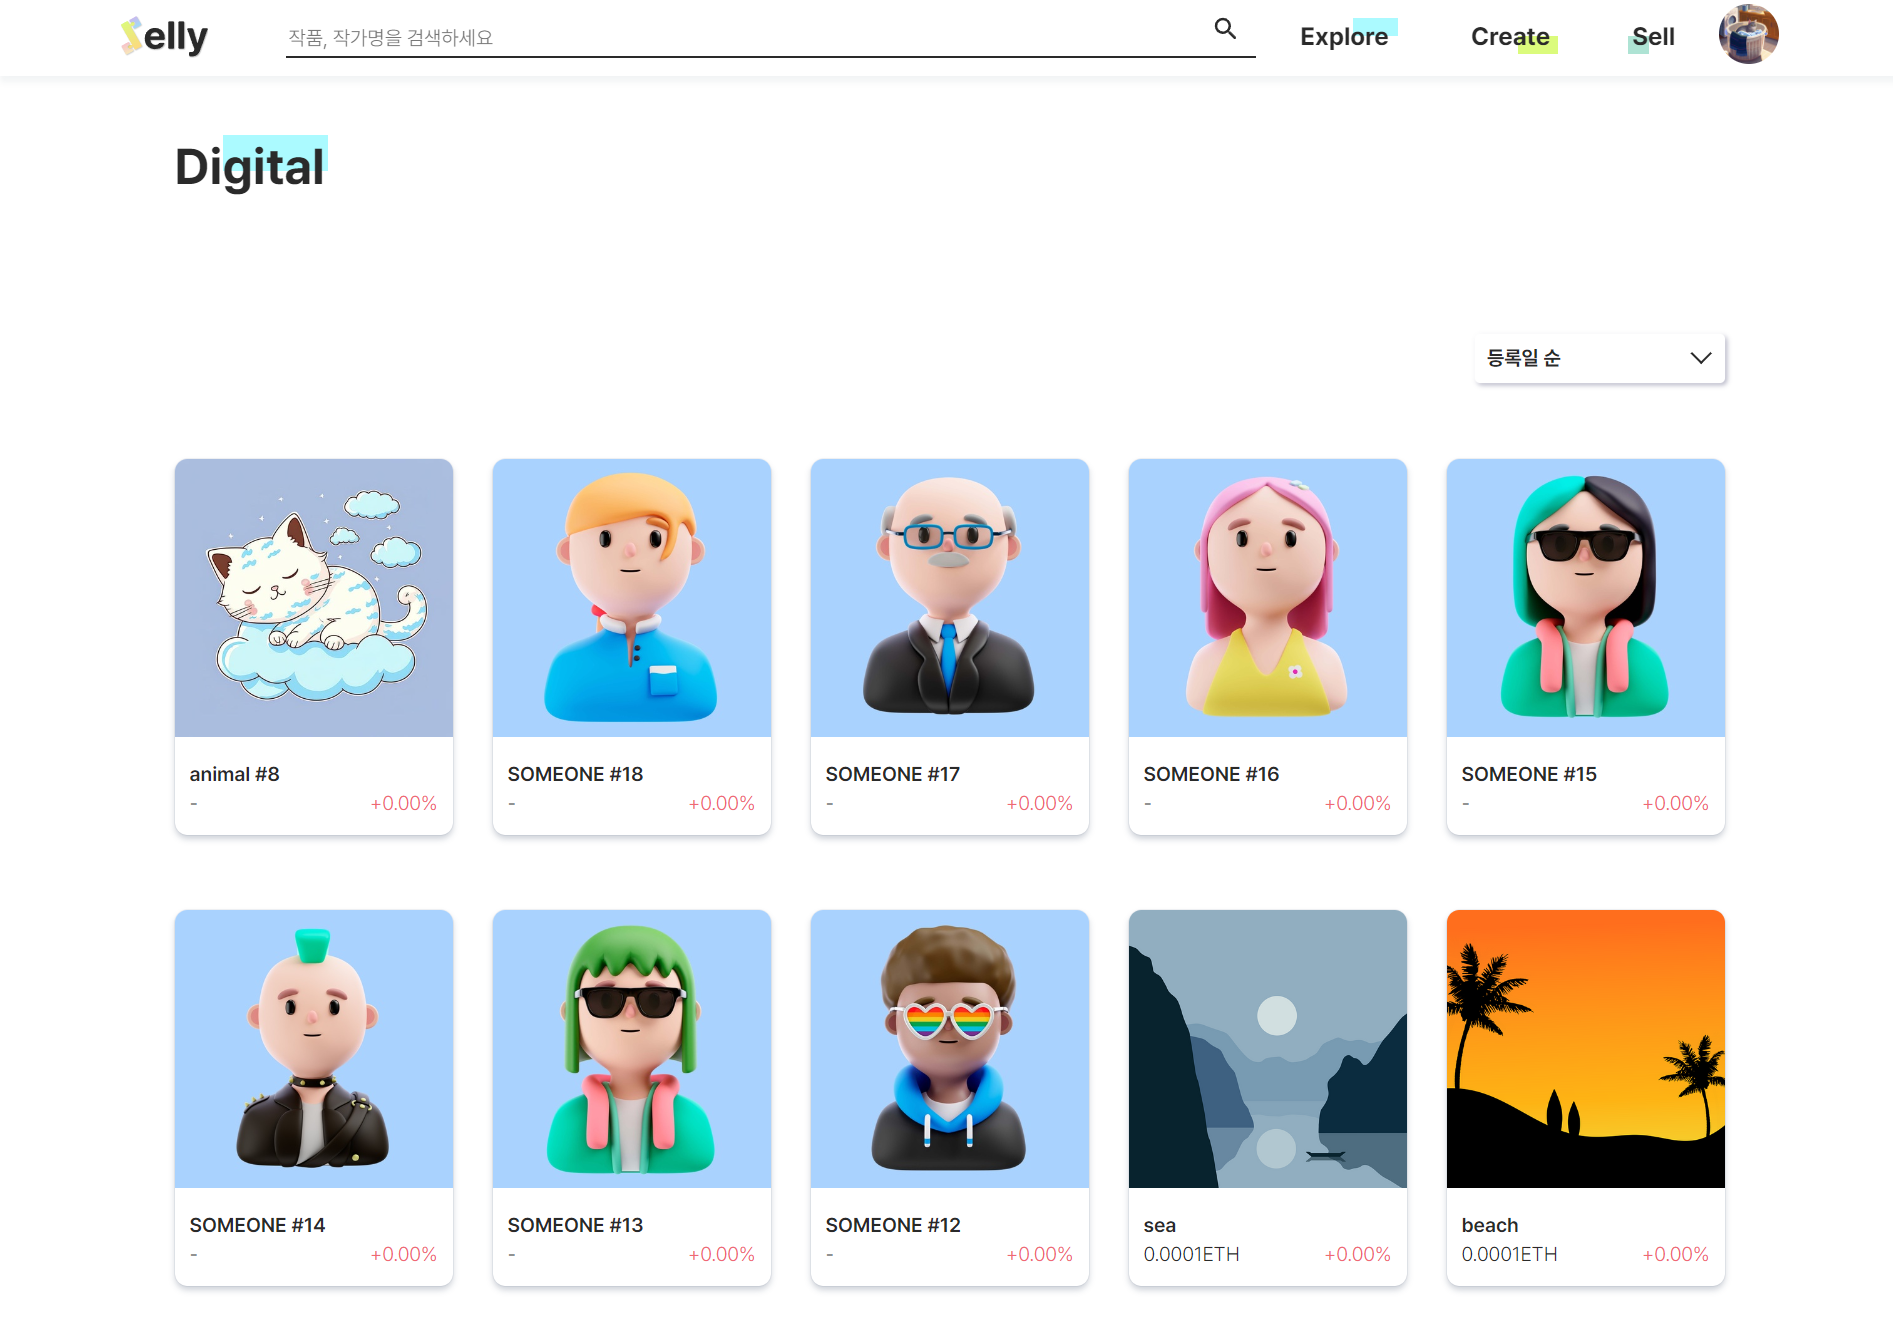 Selly
작품, 작가명을 검색하세요
Explore
Create
Sell
Digital
등록일 순
animal #8
-
+0.00%
SOMEONE #18
-
+0.00%
SOMEONE #17
-
+0.00%
SOMEONE #16
-
+0.00%
SOMEONE #15
-
+0.00%
SOMEONE #14
-
+0.00%
SOMEONE #13
-
+0.00%
SOMEONE #12
-
+0.00%
sea
0.0001ETH
+0.00%
beach
0.0001ETH
+0.00%